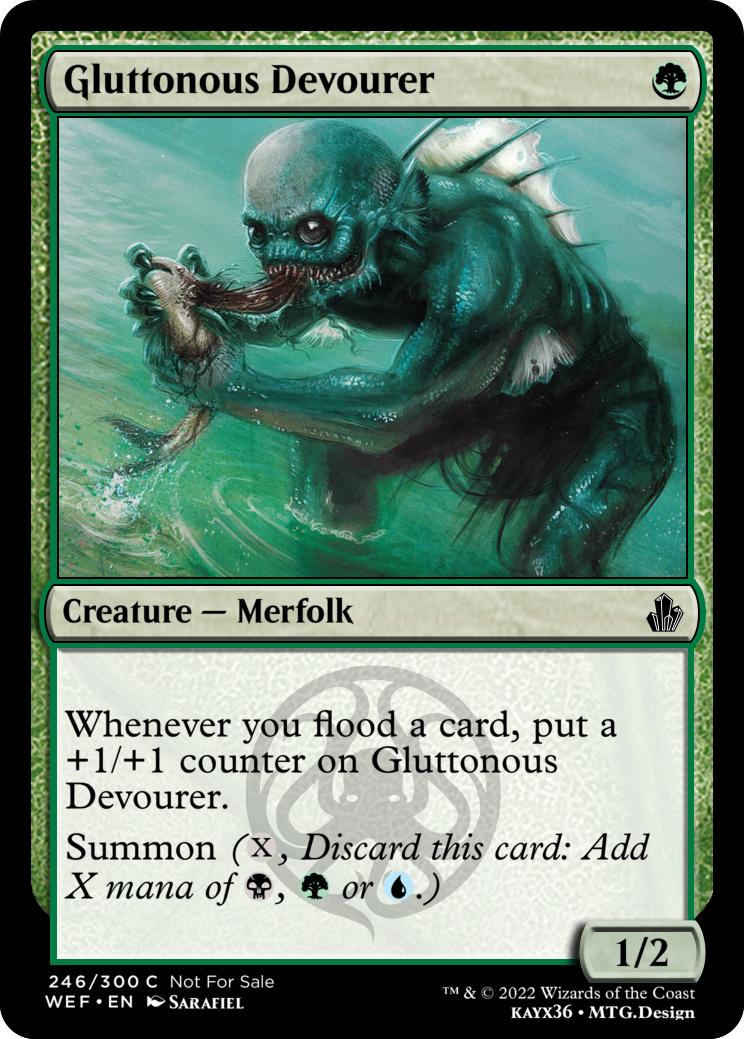 Gluttonous Devourer
Creature — Merfolk
Whenever you flood a card, put a
+1/+1 counter on Gluttonous
Devourer.
Summon (X, Discard this card: Add
X mana of , or .)
1/2
246/300 C Not For Sale
WEF • EN Sarafiel
™ & © 2022 Wizards of the Coast
KAYX36 • MTG.Design